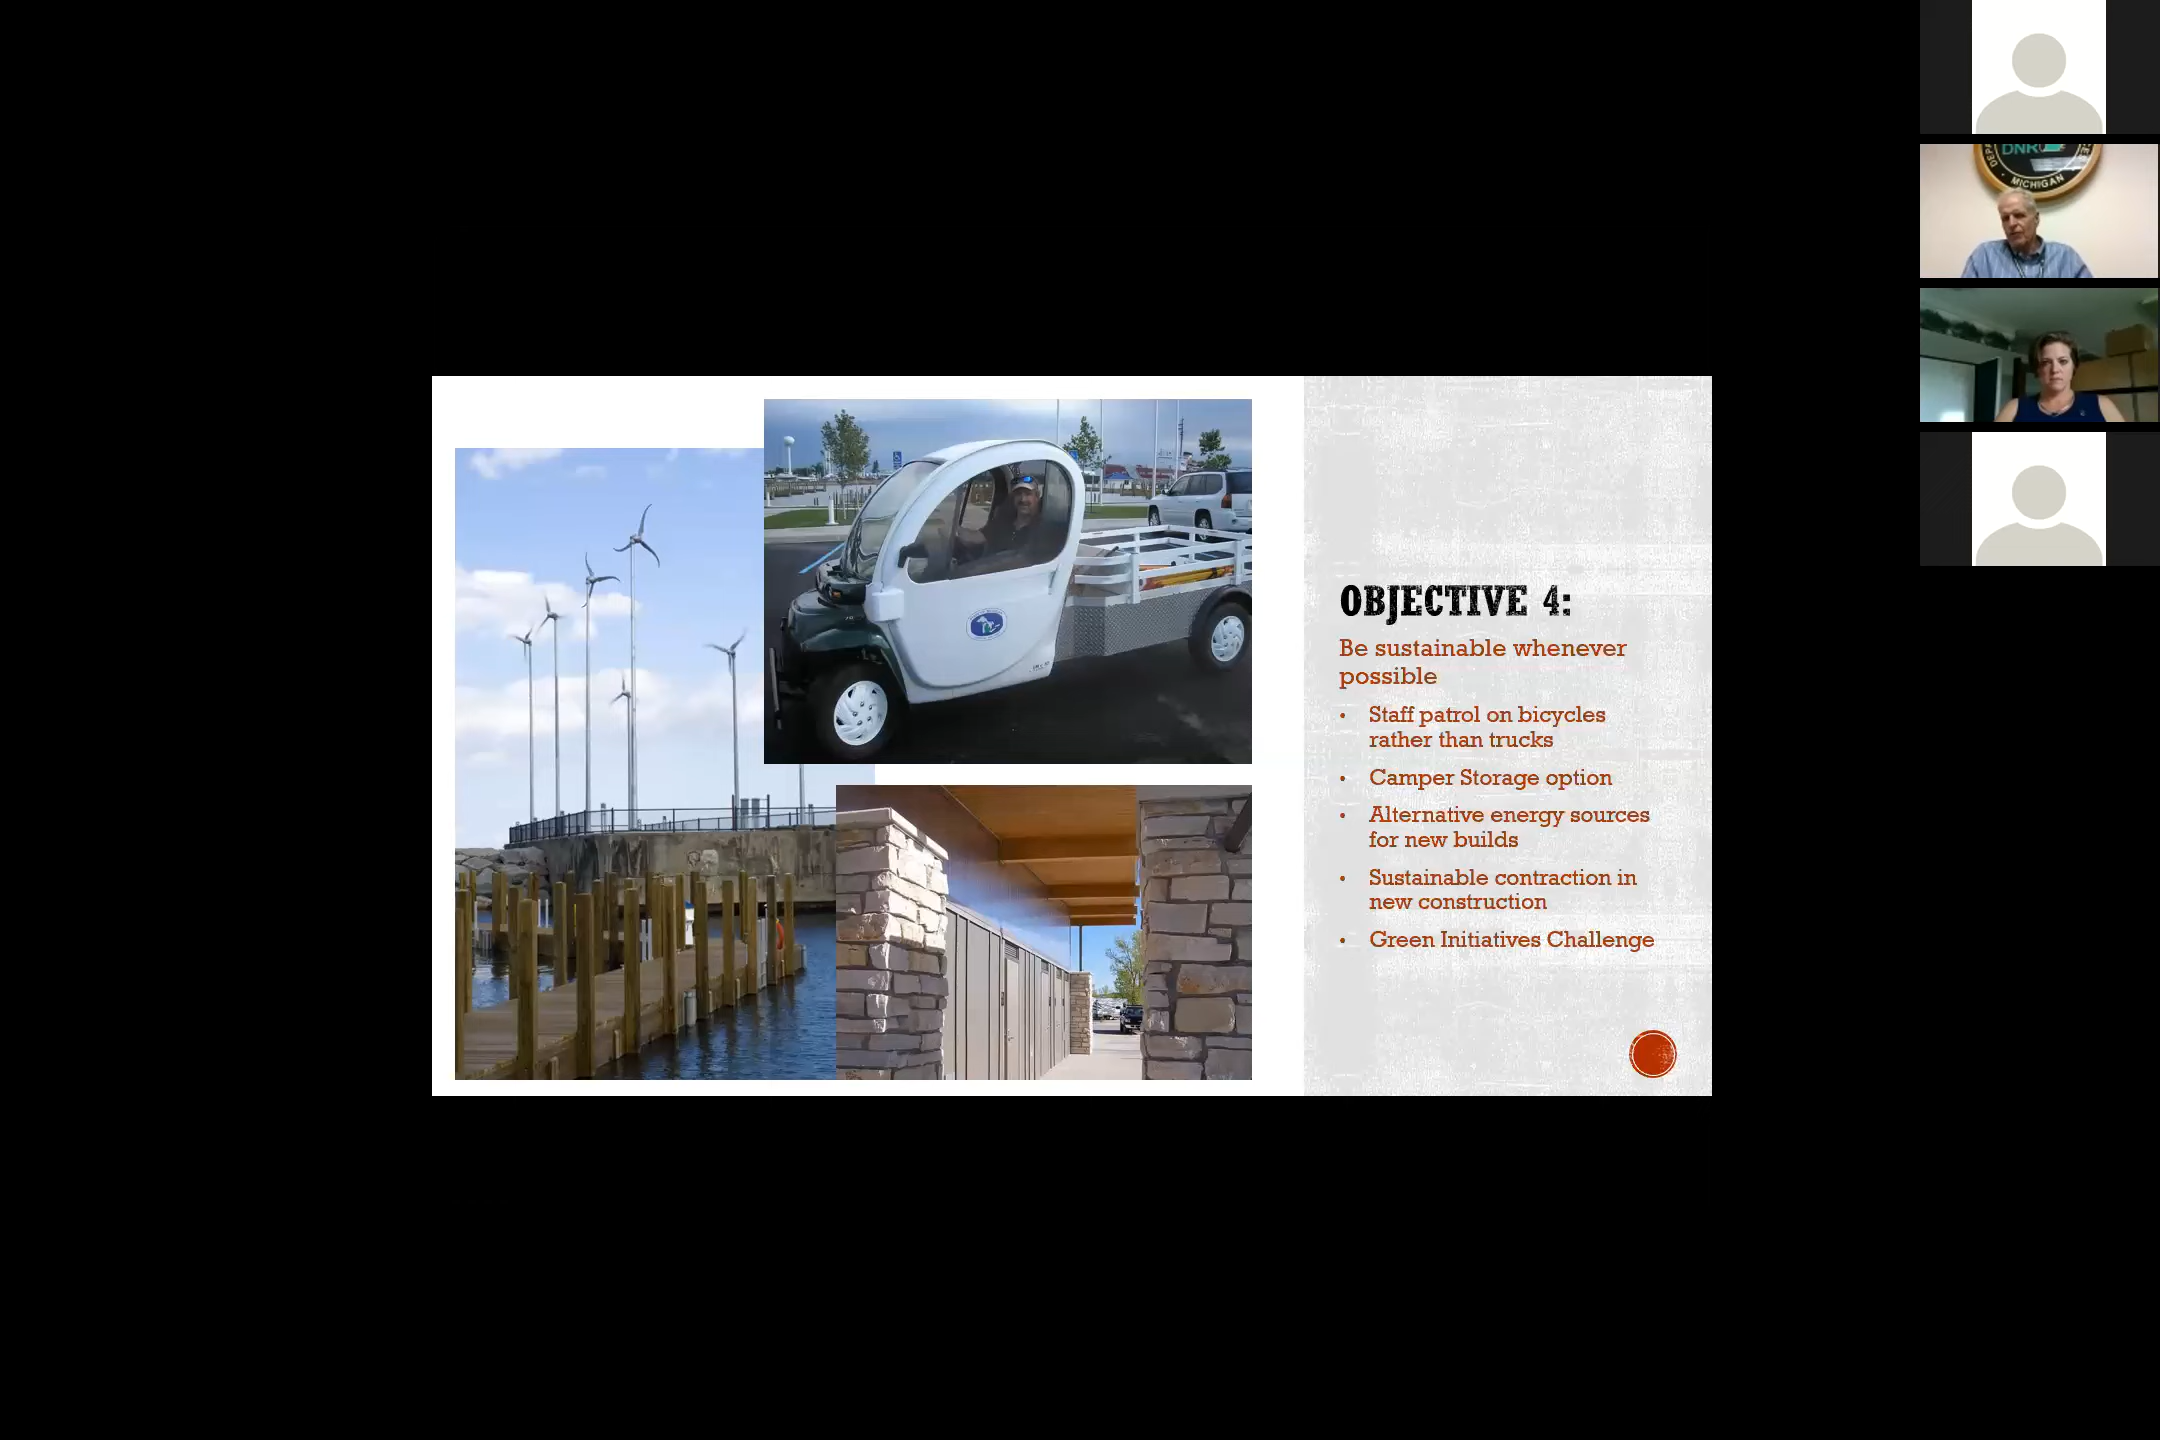 DNR
MICHIGAN
OBJECTIVE 4:
Be sustainable whenever
possible
• Staff patrol on bicycles
rather than trucks
• Camper Storage option
• Alternative energy sources
for new builds
• Sustainable contraction in
new construction
• Green Initiatives Challenge